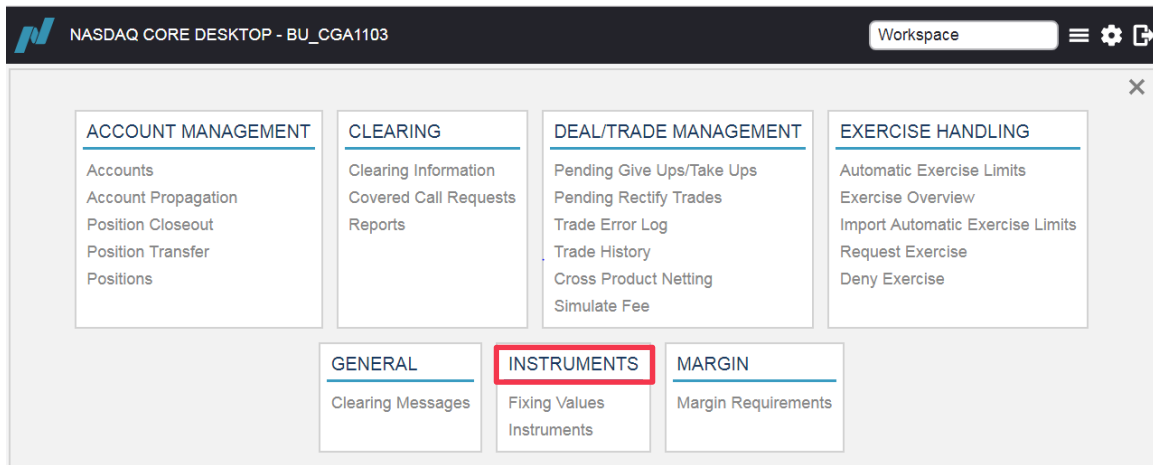 NASDAQ CORE DESKTOP - BU_CGA1103
Workspace
ACCOUNT MANAGEMENT
Accounts
Account Propagation
Position Closeout
Position Transfer
Positions
CLEARING
Clearing Information
Covered Call Requests
Reports
DEAL/TRADE MANAGEMENT
Pending Give Ups/Take Ups
Pending Rectify Trades
Trade Error Log
Trade History
Cross Product Netting
Simulate Fee
EXERCISE HANDLING
Automatic Exercise Limits
Exercise Overview
Import Automatic Exercise Limits
Request Exercise
Deny Exercise
GENERAL
Clearing Messages
INSTRUMENTS
Fixing Values
Instruments
MARGIN
Margin Requirements